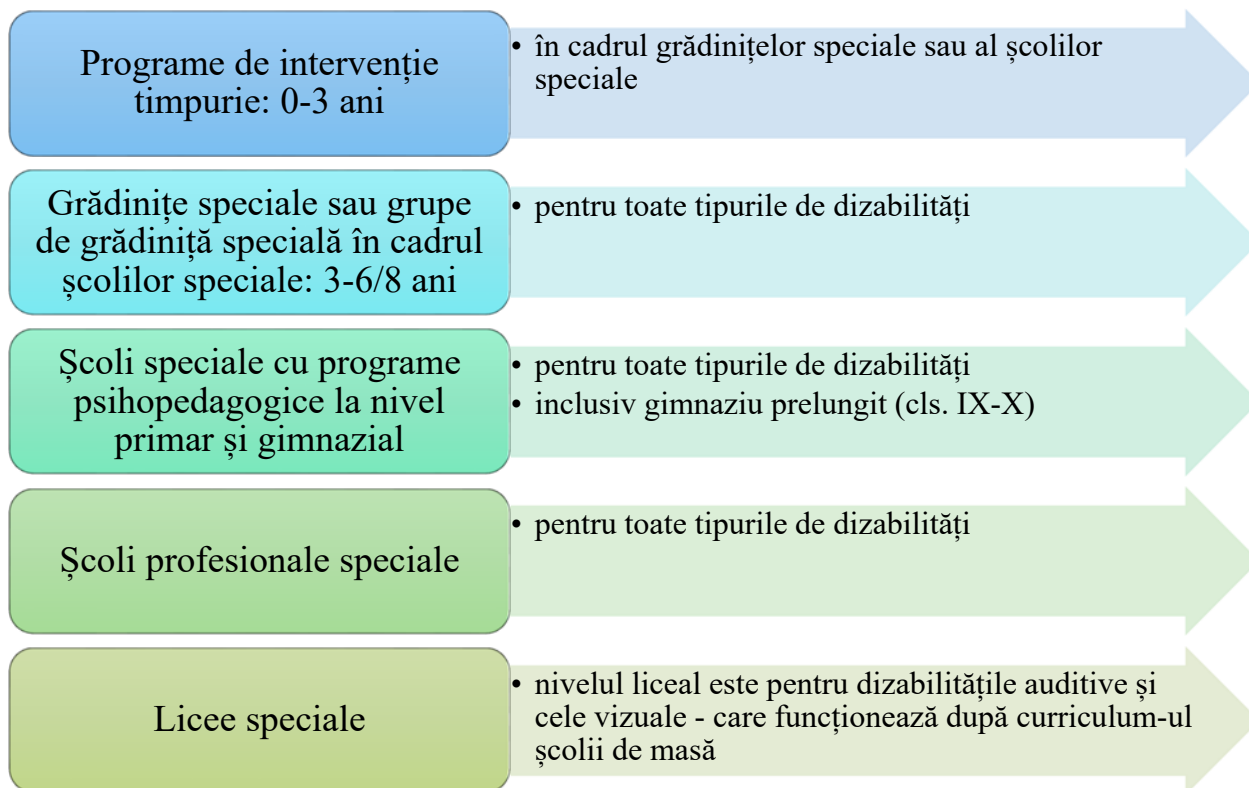 Programe de intervenție
timpurie: 0-3 ani
• în cadrul grădinițelor speciale sau al școlilor
speciale
Grădinițe speciale sau grupe
de grădiniță specială în cadrul
școlilor speciale: 3-6/8 ani
• pentru toate tipurile de dizabilități
Școli speciale cu programe
psihopedagogice la nivel
primar și gimnazial
• pentru toate tipurile de dizabilități
• inclusiv gimnaziu prelungit (cls. IX-X)
Școli profesionale speciale
• pentru toate tipurile de dizabilități
Licee speciale
• nivelul liceal este pentru dizabilitățile auditive și
cele vizuale - care funcționează după curriculum-ul
școlii de masă